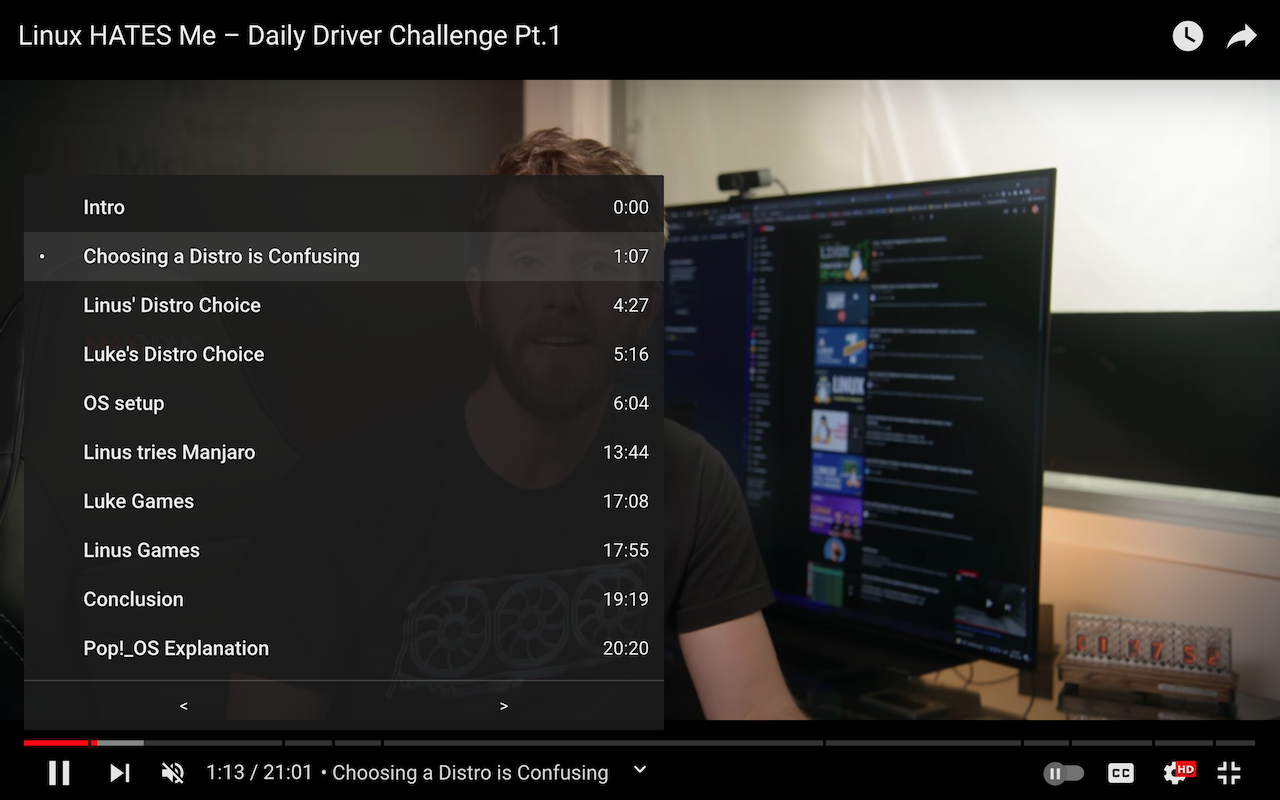 Linux HATES Me – Daily Driver Challenge Pt.1
Intro 0:00
• Choosing a Distro is Confusing 1:07
Linus' Distro Choice 4:27
Luke's Distro Choice 5:16
OS setup 6:04
Linus tries Manjaro 13:44
Luke Games 17:08
Linus Games 17:55
Conclusion 19:19
Pop!_OS Explanation 20:20
< >
LINUX
1:13 / 21:01 • Choosing a Distro is Confusing
CC
HD